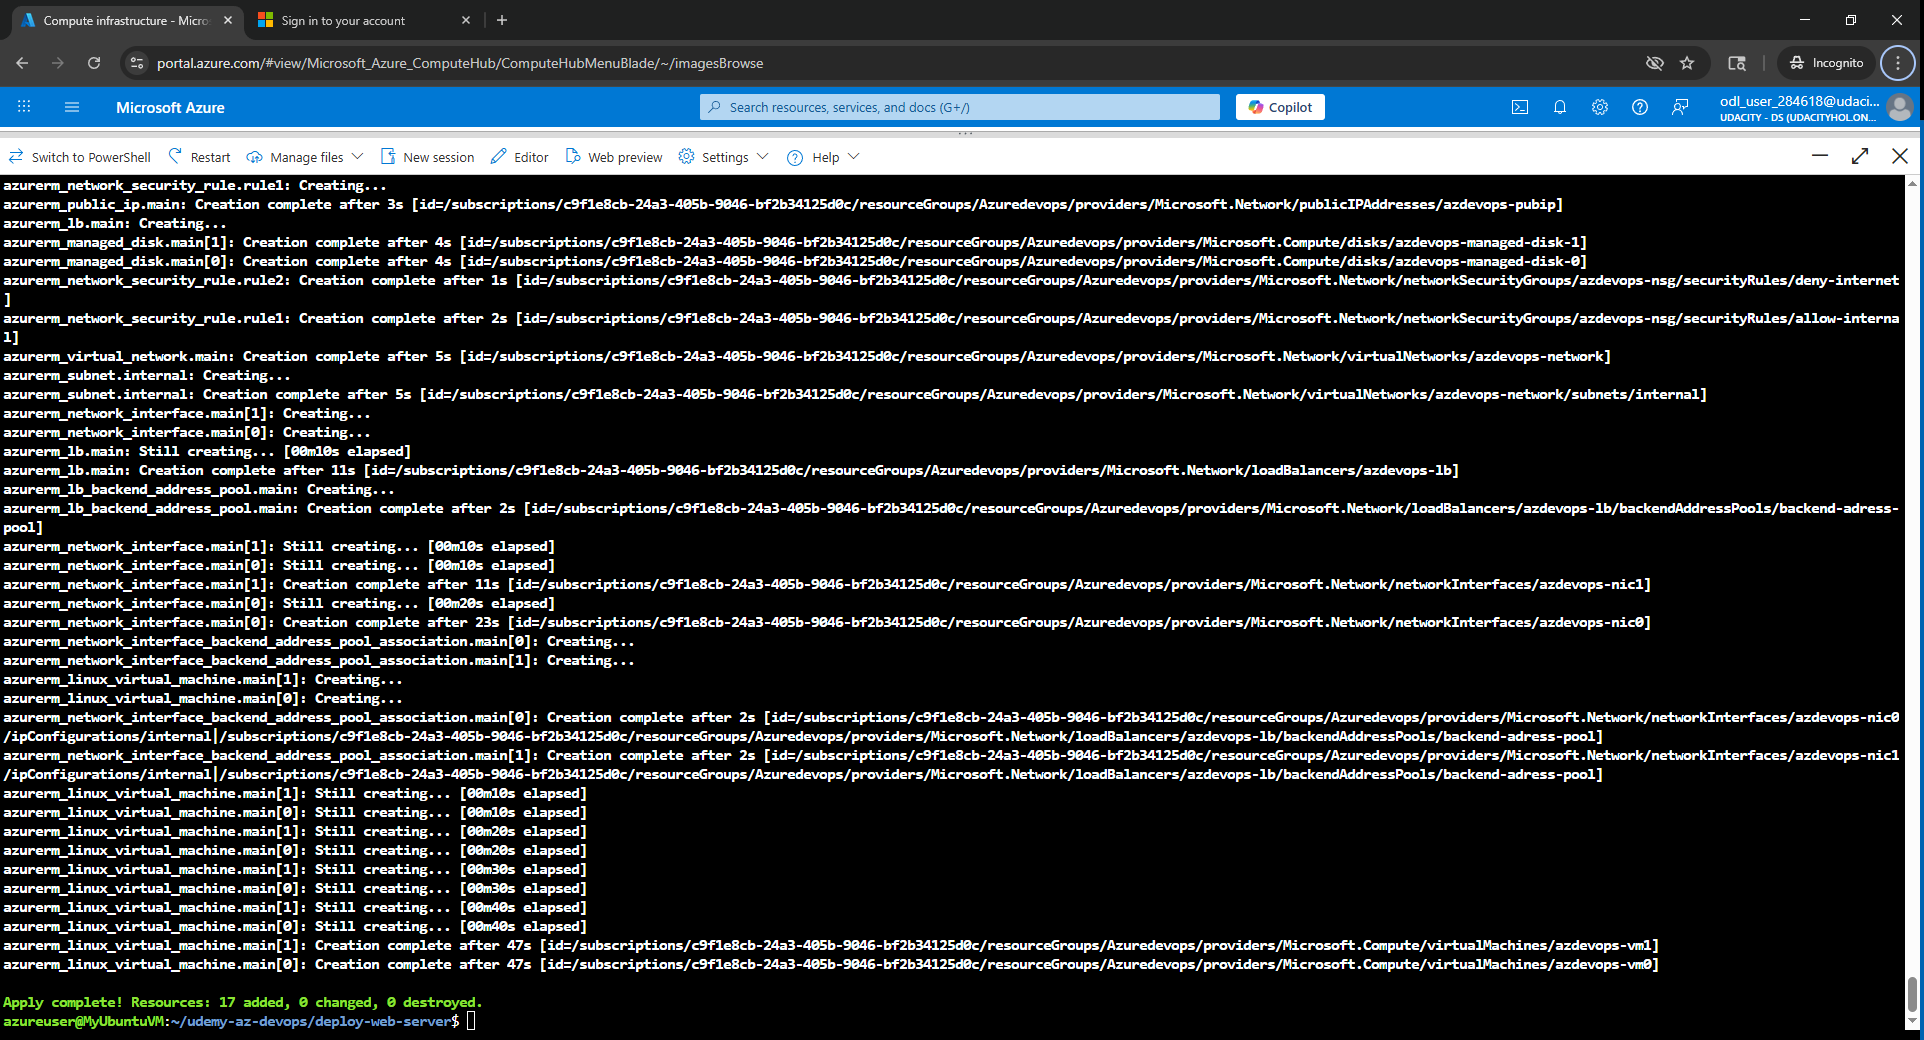 Compute infrastructure - Micros
Sign in to your account
portal.azure.com/#view/Microsoft_Azure_ComputeHub/ComputeHubMenuBlade/~/imagesBrowse
Incognito
Microsoft Azure
Search resources, services, and docs (G+/)
Copilot
odl_user_284618@udaci...
UDACITY - DS (UDACITYHOL.ON...
Switch to PowerShell
Restart
Manage files
New session
Editor
Web preview
Settings
Help
azurerm_network_security_rule.rule1: Creating...
azurerm_public_ip.main: Creation complete after 3s [id=/subscriptions/c9f1e8cb-24a3-405b-9046-bf2b34125d0c/resourceGroups/Azuredevops/providers/Microsoft.Network/publicIPAddresses/azdevops-pubip]
azurerm_lb.main: Creating...
azurerm_managed_disk.main[1]: Creation complete after 4s [id=/subscriptions/c9f1e8cb-24a3-405b-9046-bf2b34125d0c/resourceGroups/Azuredevops/providers/Microsoft.Compute/disks/azdevops-managed-disk-1]
azurerm_managed_disk.main[0]: Creation complete after 4s [id=/subscriptions/c9f1e8cb-24a3-405b-9046-bf2b34125d0c/resourceGroups/Azuredevops/providers/Microsoft.Compute/disks/azdevops-managed-disk-0]
azurerm_network_security_rule.rule2: Creation complete after 1s [id=/subscriptions/c9f1e8cb-24a3-405b-9046-bf2b34125d0c/resourceGroups/Azuredevops/providers/Microsoft.Network/networkSecurityGroups/azdevops-nsg/securityRules/deny-internet
]
azurerm_network_security_rule.rule1: Creation complete after 2s [id=/subscriptions/c9f1e8cb-24a3-405b-9046-bf2b34125d0c/resourceGroups/Azuredevops/providers/Microsoft.Network/networkSecurityGroups/azdevops-nsg/securityRules/allow-interna
l]
azurerm_virtual_network.main: Creation complete after 5s [id=/subscriptions/c9f1e8cb-24a3-405b-9046-bf2b34125d0c/resourceGroups/Azuredevops/providers/Microsoft.Network/virtualNetworks/azdevops-network]
azurerm_subnet.internal: Creating...
azurerm_subnet.internal: Creation complete after 5s [id=/subscriptions/c9f1e8cb-24a3-405b-9046-bf2b34125d0c/resourceGroups/Azuredevops/providers/Microsoft.Network/virtualNetworks/azdevops-network/subnets/internal]
azurerm_network_interface.main[1]: Creating...
azurerm_network_interface.main[0]: Creating...
azurerm_lb.main: Still creating... [00m10s elapsed]
azurerm_lb.main: Creation complete after 11s [id=/subscriptions/c9f1e8cb-24a3-405b-9046-bf2b34125d0c/resourceGroups/Azuredevops/providers/Microsoft.Network/loadBalancers/azdevops-lb]
azurerm_lb_backend_address_pool.main: Creating...
azurerm_lb_backend_address_pool.main: Creation complete after 2s [id=/subscriptions/c9f1e8cb-24a3-405b-9046-bf2b34125d0c/resourceGroups/Azuredevops/providers/Microsoft.Network/loadBalancers/azdevops-lb/backendAddressPools/backend-adress-
pool]
azurerm_network_interface.main[1]: Still creating... [00m10s elapsed]
azurerm_network_interface.main[0]: Still creating... [00m10s elapsed]
azurerm_network_interface.main[1]: Creation complete after 11s [id=/subscriptions/c9f1e8cb-24a3-405b-9046-bf2b34125d0c/resourceGroups/Azuredevops/providers/Microsoft.Network/networkInterfaces/azdevops-nic1]
azurerm_network_interface.main[0]: Still creating... [00m20s elapsed]
azurerm_network_interface.main[0]: Creation complete after 23s [id=/subscriptions/c9f1e8cb-24a3-405b-9046-bf2b34125d0c/resourceGroups/Azuredevops/providers/Microsoft.Network/networkInterfaces/azdevops-nic0]
azurerm_network_interface_backend_address_pool_association.main[0]: Creating...
azurerm_network_interface_backend_address_pool_association.main[1]: Creating...
azurerm_linux_virtual_machine.main[1]: Creating...
azurerm_linux_virtual_machine.main[0]: Creating...
azurerm_network_interface_backend_address_pool_association.main[0]: Creation complete after 2s [id=/subscriptions/c9f1e8cb-24a3-405b-9046-bf2b34125d0c/resourceGroups/Azuredevops/providers/Microsoft.Network/networkInterfaces/azdevops-nic0
/ipConfigurations/internal|/subscriptions/c9f1e8cb-24a3-405b-9046-bf2b34125d0c/resourceGroups/Azuredevops/providers/Microsoft.Network/loadBalancers/azdevops-lb/backendAddressPools/backend-adress-pool]
azurerm_network_interface_backend_address_pool_association.main[1]: Creation complete after 2s [id=/subscriptions/c9f1e8cb-24a3-405b-9046-bf2b34125d0c/resourceGroups/Azuredevops/providers/Microsoft.Network/networkInterfaces/azdevops-nic1
/ipConfigurations/internal|/subscriptions/c9f1e8cb-24a3-405b-9046-bf2b34125d0c/resourceGroups/Azuredevops/providers/Microsoft.Network/loadBalancers/azdevops-lb/backendAddressPools/backend-adress-pool]
azurerm_linux_virtual_machine.main[1]: Still creating... [00m10s elapsed]
azurerm_linux_virtual_machine.main[0]: Still creating... [00m10s elapsed]
azurerm_linux_virtual_machine.main[1]: Still creating... [00m20s elapsed]
azurerm_linux_virtual_machine.main[0]: Still creating... [00m20s elapsed]
azurerm_linux_virtual_machine.main[1]: Still creating... [00m30s elapsed]
azurerm_linux_virtual_machine.main[0]: Still creating... [00m30s elapsed]
azurerm_linux_virtual_machine.main[1]: Still creating... [00m40s elapsed]
azurerm_linux_virtual_machine.main[0]: Still creating... [00m40s elapsed]
azurerm_linux_virtual_machine.main[1]: Creation complete after 47s [id=/subscriptions/c9f1e8cb-24a3-405b-9046-bf2b34125d0c/resourceGroups/Azuredevops/providers/Microsoft.Compute/virtualMachines/azdevops-vm1]
azurerm_linux_virtual_machine.main[0]: Creation complete after 47s [id=/subscriptions/c9f1e8cb-24a3-405b-9046-bf2b34125d0c/resourceGroups/Azuredevops/providers/Microsoft.Compute/virtualMachines/azdevops-vm0]
Apply complete! Resources: 17 added, 0 changed, 0 destroyed.
azureuser@MyUbuntuVM:~/udemy-az-devops/deploy-web-server$